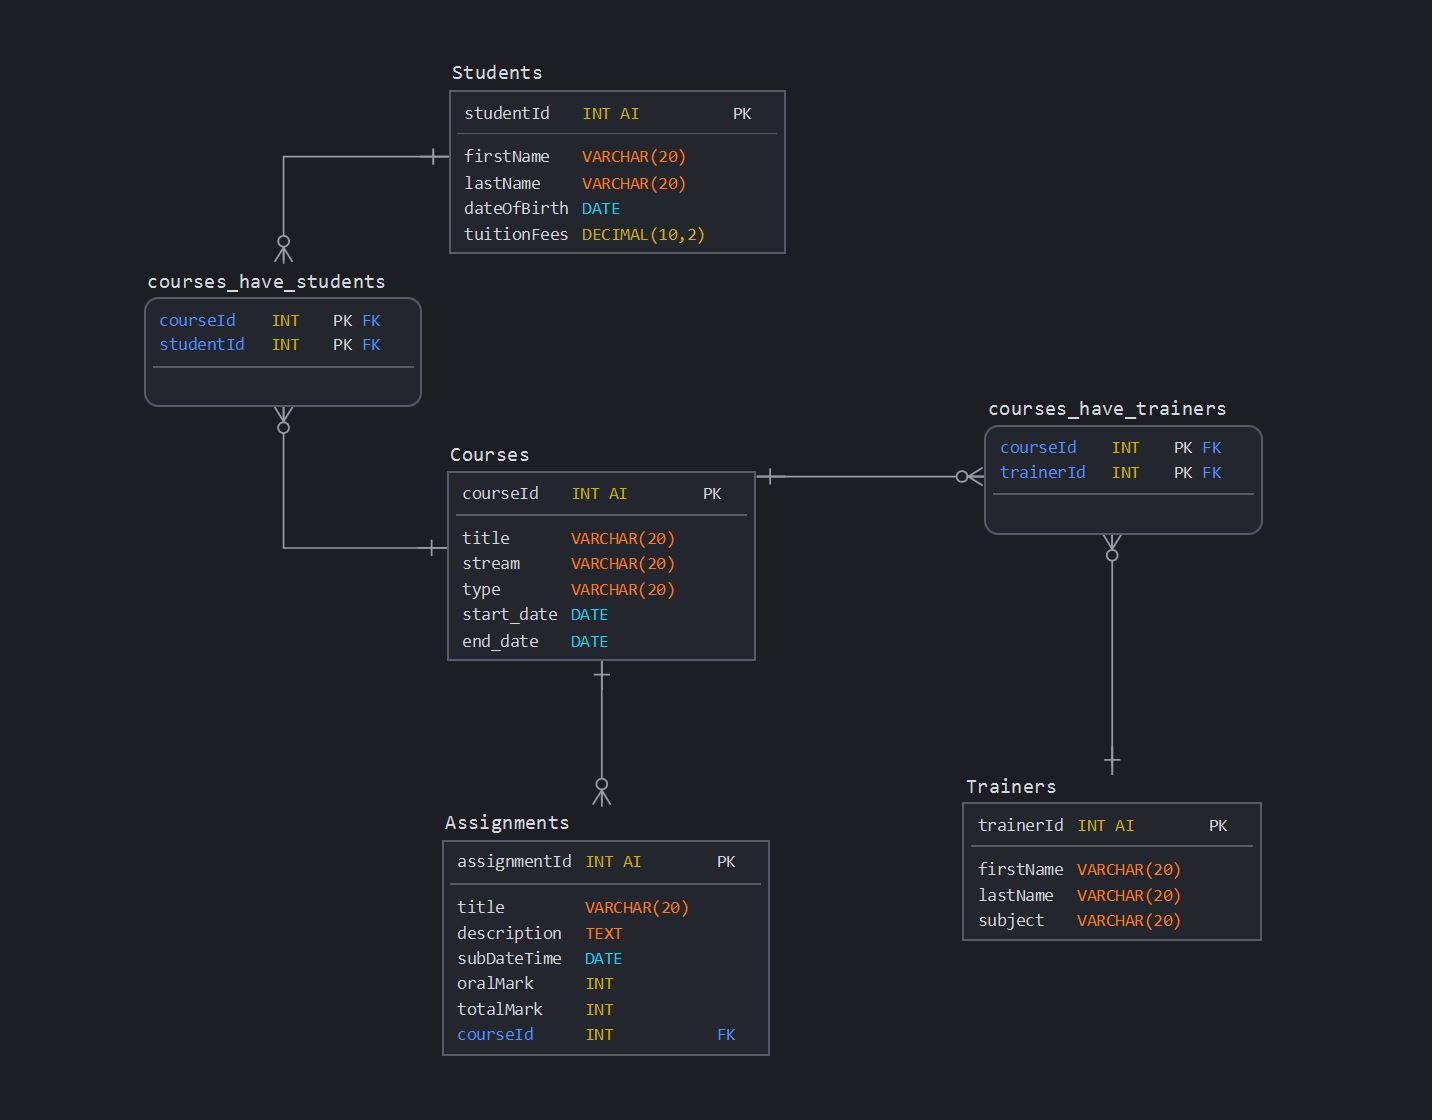 Students
studentId INT AI PK
firstName VARCHAR(20)
lastName VARCHAR(20)
dateOfBirth DATE
tuitionFees DECIMAL(10,2)
courses_have_students
courseId INT PK FK
studentId INT PK FK
courses_have_trainers
courseId INT PK FK
trainerId INT PK FK
Courses
courseId INT AI PK
title VARCHAR(20)
stream VARCHAR(20)
type VARCHAR(20)
start_date DATE
end_date DATE
Trainers
trainerId INT AI PK
firstName VARCHAR(20)
lastName VARCHAR(20)
subject VARCHAR(20)
Assignments
assignmentId INT AI PK
title VARCHAR(20)
description TEXT
subDateTime DATE
oralMark INT
totalMark INT
courseId INT FK